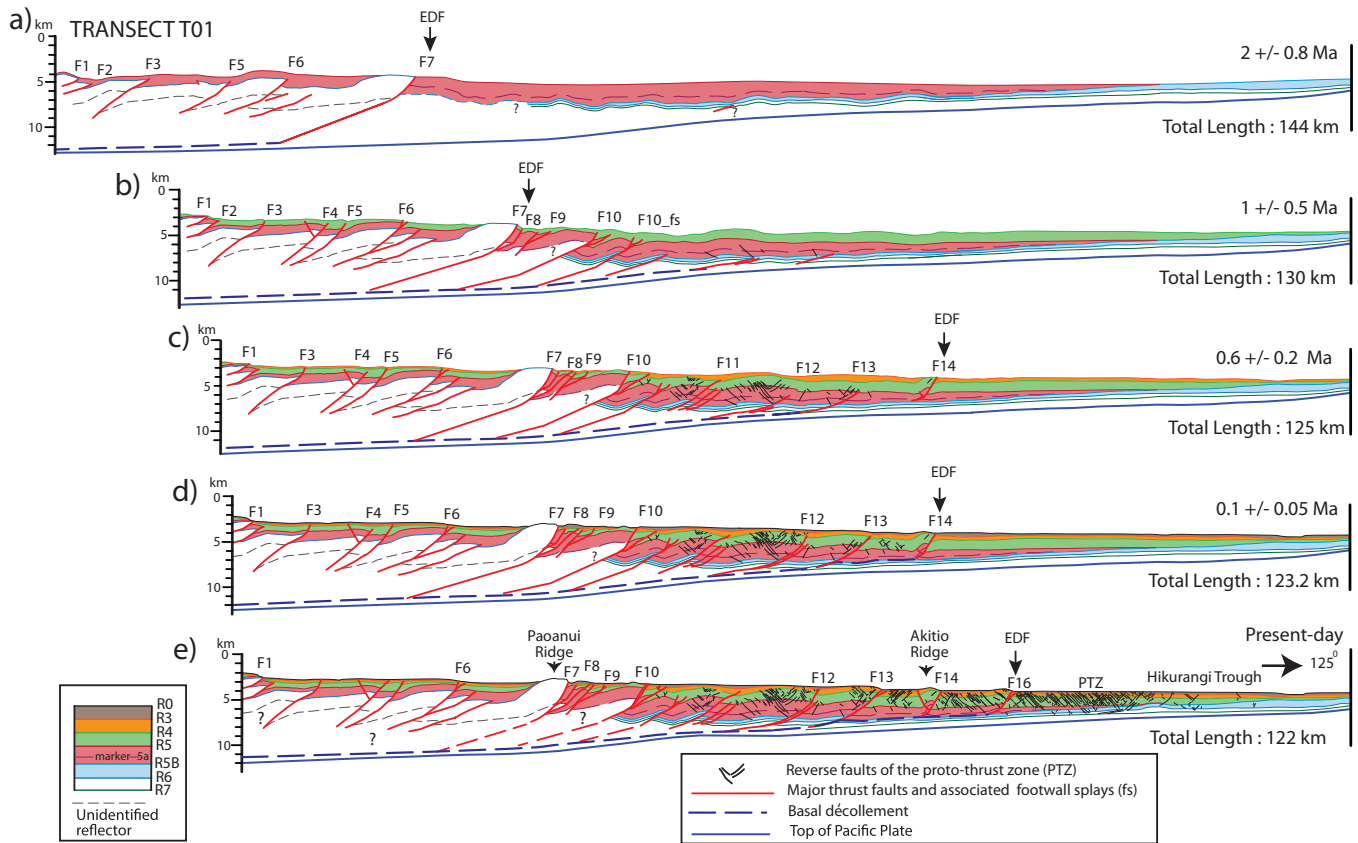 a)
km
TRANSECT T01
EDF
0
5
10
F1
F2
F3
F5
F6
F7
?
?
2 +/- 0.8 Ma
Total Length : 144 km
b)
km
EDF
0
5
10
F1
F2
F3
F4
F5
F6
F7
F8
F9
F10
F10_fs
?
1 +/- 0.5 Ma
Total Length : 130 km
c)
km
EDF
0
5
10
F1
F3
F4
F5
F6
F7
F8
F9
F10
F11
F12
F13
F14
?
0.6 +/- 0.2 Ma
Total Length : 125 km
d)
km
EDF
0
5
10
F1
F3
F4
F5
F6
F7
F8
F9
F10
F12
F13
F14
?
0.1 +/- 0.05 Ma
Total Length : 123.2 km
e)
km
Paoanui
Ridge
Akitio
Ridge
EDF
Present-day
125⁰
0
5
10
F1
F6
F7
F8
F9
F10
F12
F13
F14
F16
PTZ
Hikurangi Trough
?
?
?
Total Length : 122 km
R0
R3
R4
R5
marker-5a
R5B
R6
R7
Unidentified
reflector
Reverse faults of the proto-thrust zone (PTZ)
Major thrust faults and associated footwall splays (fs)
Basal décollement
Top of Pacific Plate